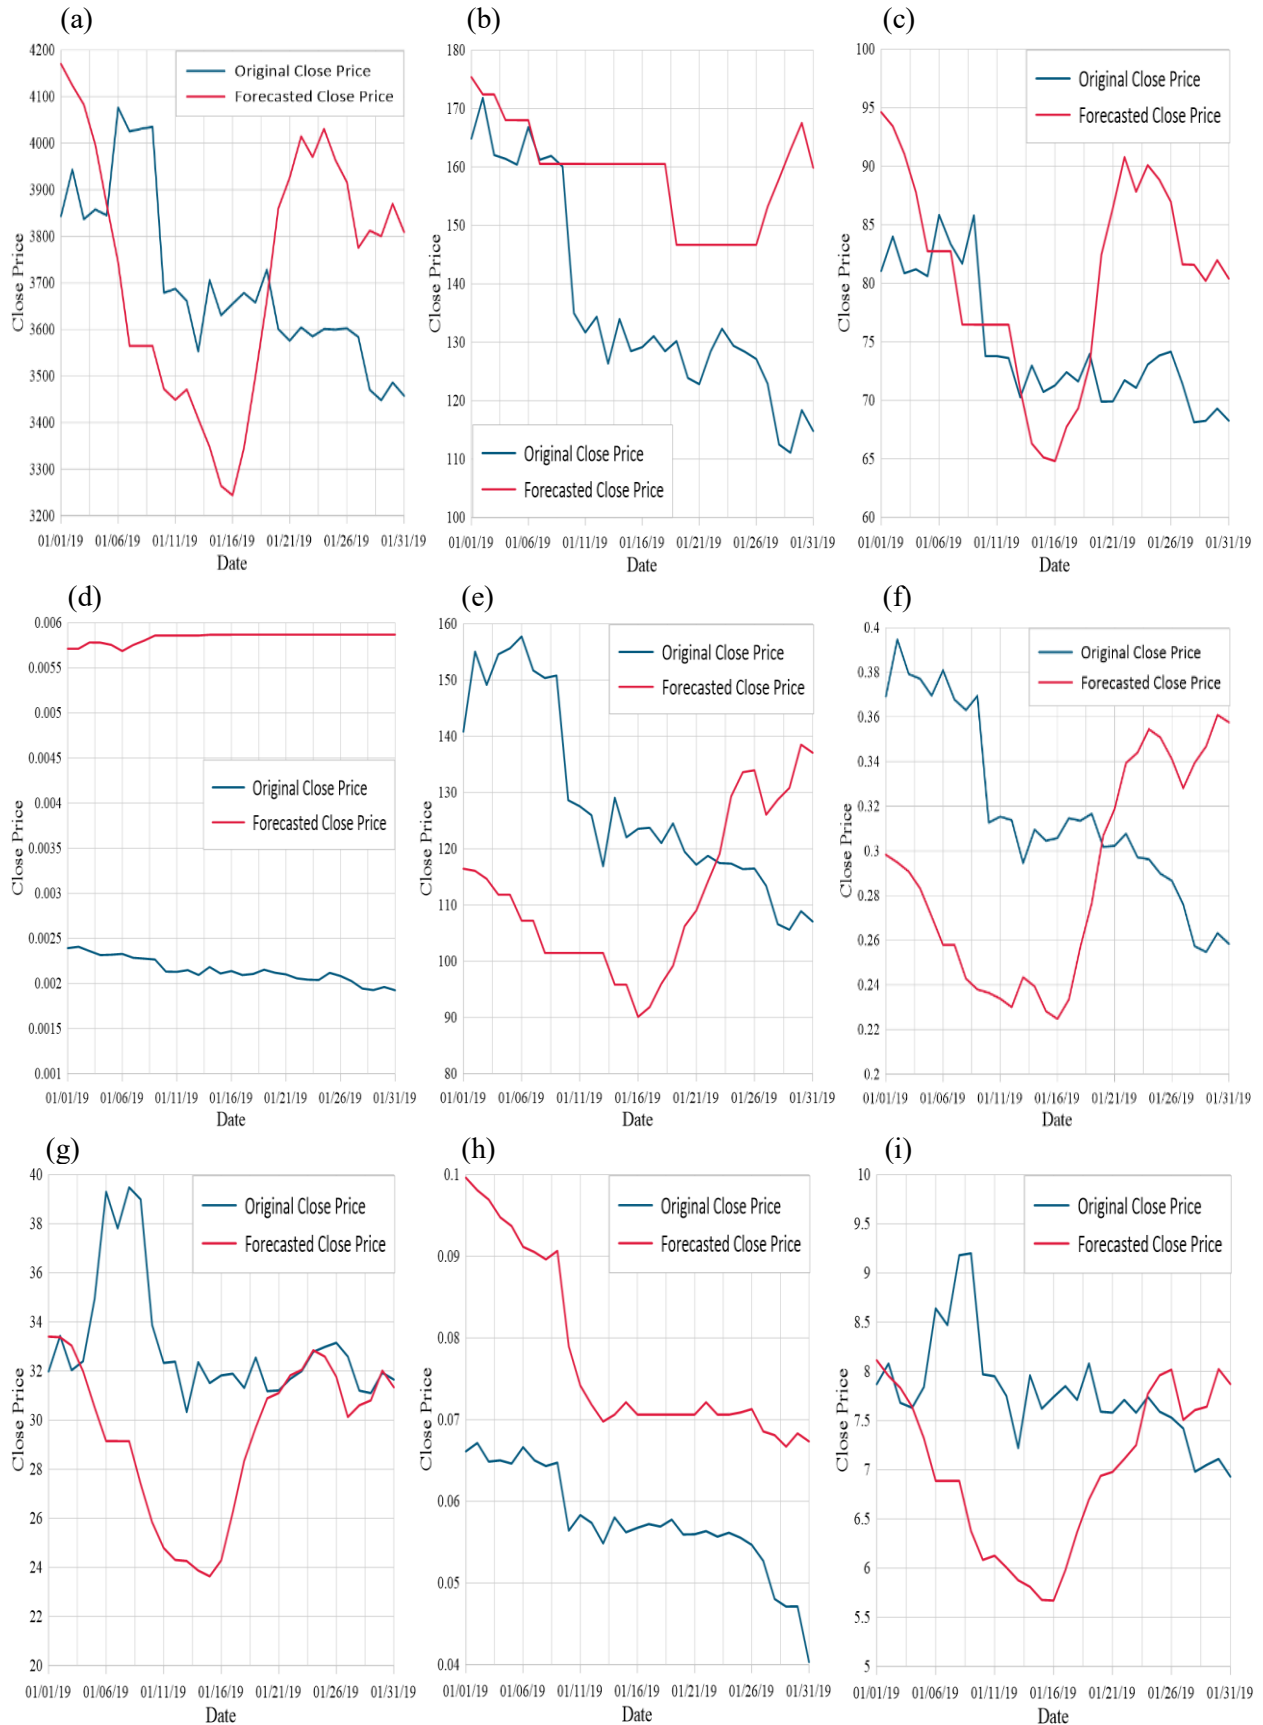 (a)
4200
4100
4000
3900
3800
3700
3600
3500
3400
3300
3200
Close Price
Original Close Price
Forecasted Close Price
01/01/19 01/06/19 01/11/19 01/16/19 01/21/19 01/26/19 01/31/19
Date
(b)
180
170
160
150
140
130
120
110
100
Close Price
Original Close Price
Forecasted Close Price
01/01/19 01/06/19 01/11/19 01/16/19 01/21/19 01/26/19 01/31/19
Date
(c)
100
95
90
85
80
75
70
65
60
Close Price
Original Close Price
Forecasted Close Price
01/01/19 01/06/19 01/11/19 01/16/19 01/21/19 01/26/19 01/31/19
Date
(d)
0.006
0.0055
0.005
0.0045
0.004
0.0035
0.003
0.0025
0.002
0.0015
0.001
Close Price
Original Close Price
Forecasted Close Price
01/01/19 01/06/19 01/11/19 01/16/19 01/21/19 01/26/19 01/31/19
Date
(e)
160
150
140
130
120
110
100
90
80
Close Price
Original Close Price
Forecasted Close Price
01/01/19 01/06/19 01/11/19 01/16/19 01/21/19 01/26/19 01/31/19
Date
(f)
0.4
0.38
0.36
0.34
0.32
0.3
0.28
0.26
0.24
0.22
0.2
Close Price
Original Close Price
Forecasted Close Price
01/01/19 01/06/19 01/11/19 01/16/19 01/21/19 01/26/19 01/31/19
Date
(g)
40
38
36
34
32
30
28
26
24
22
20
Close Price
Original Close Price
Forecasted Close Price
01/01/19 01/06/19 01/11/19 01/16/19 01/21/19 01/26/19 01/31/19
Date
(h)
0.1
0.09
0.08
0.07
0.06
0.05
0.04
Close Price
Original Close Price
Forecasted Close Price
01/01/19 01/06/19 01/11/19 01/16/19 01/21/19 01/26/19 01/31/19
Date
(i)
10
9.5
9
8.5
8
7.5
7
6.5
6
5.5
5
Close Price
Original Close Price
Forecasted Close Price
01/01/19 01/06/19 01/11/19 01/16/19 01/21/19 01/26/19 01/31/19
Date